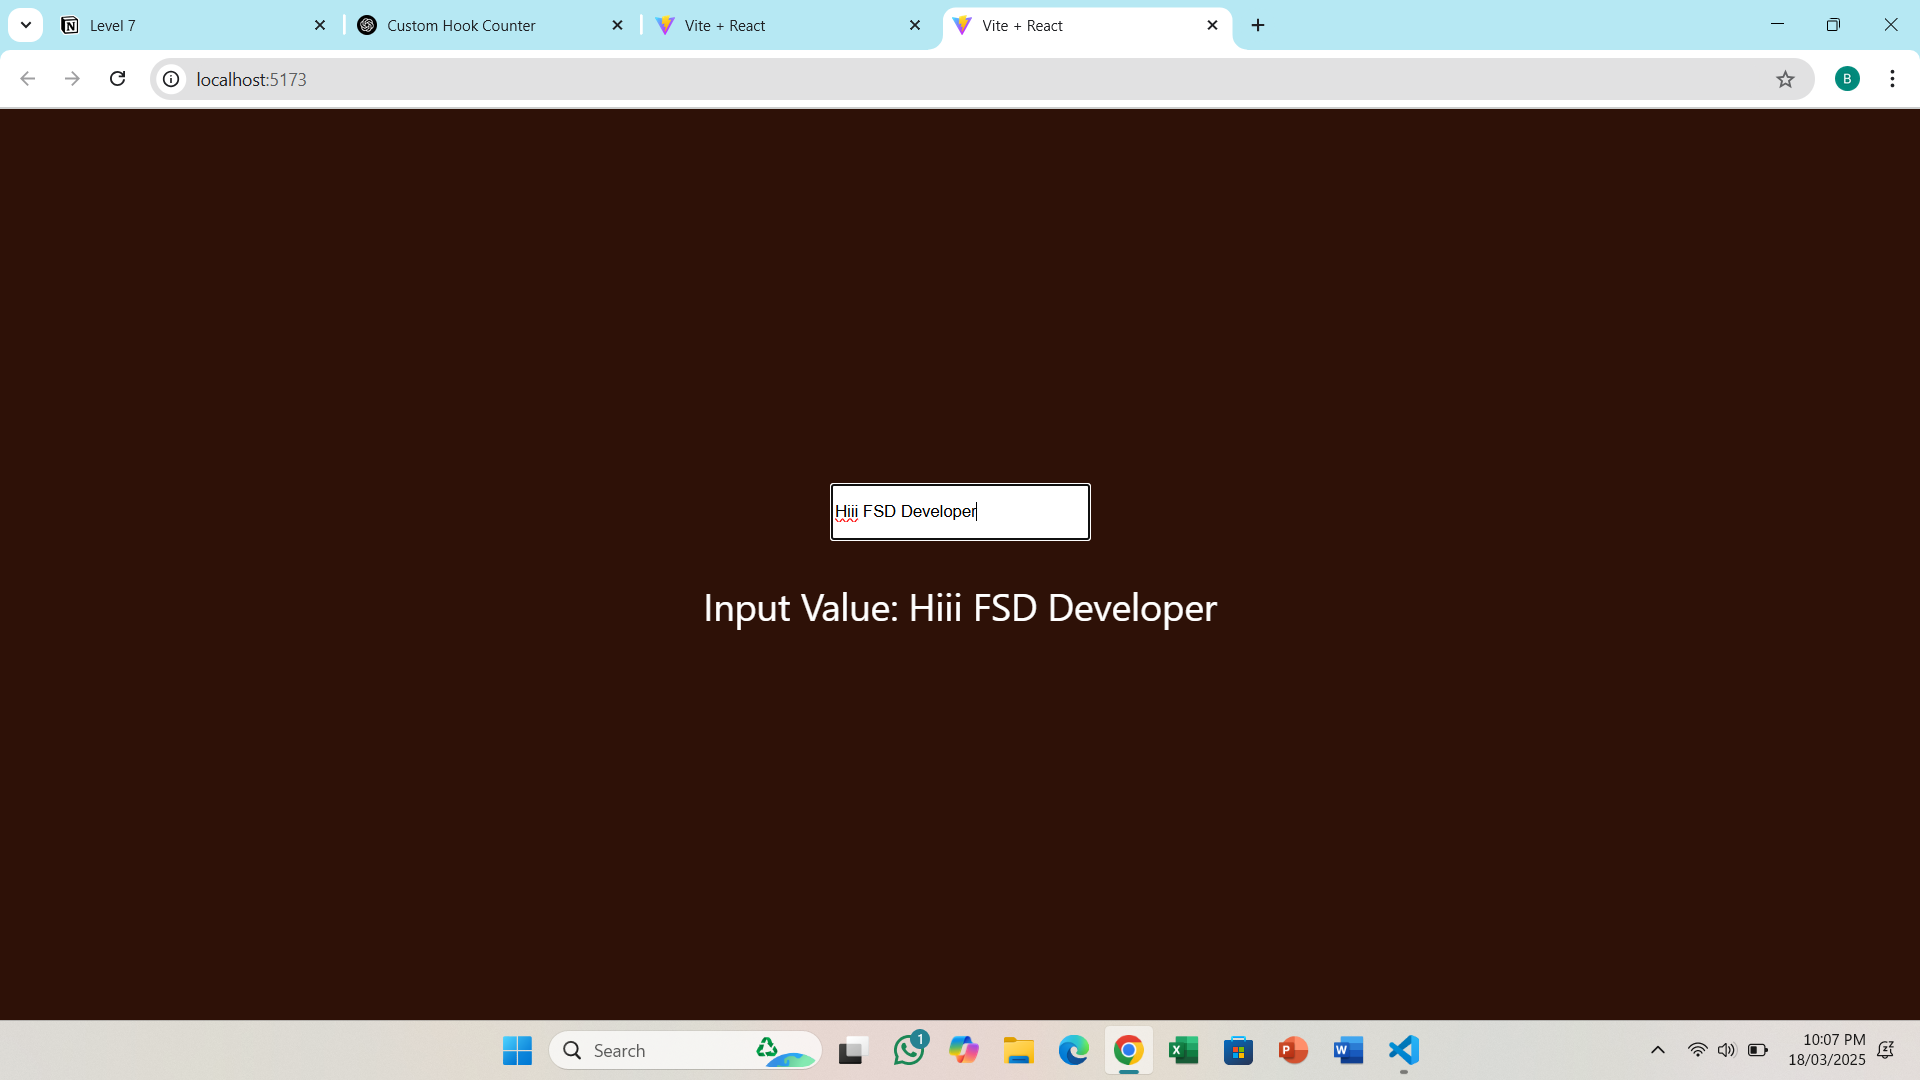 Level 7
Custom Hook Counter
Vite + React
Vite + React
localhost:5173
B
Hiii FSD Developer
Input Value: Hiii FSD Developer
Search
1
10:07 PM
18/03/2025